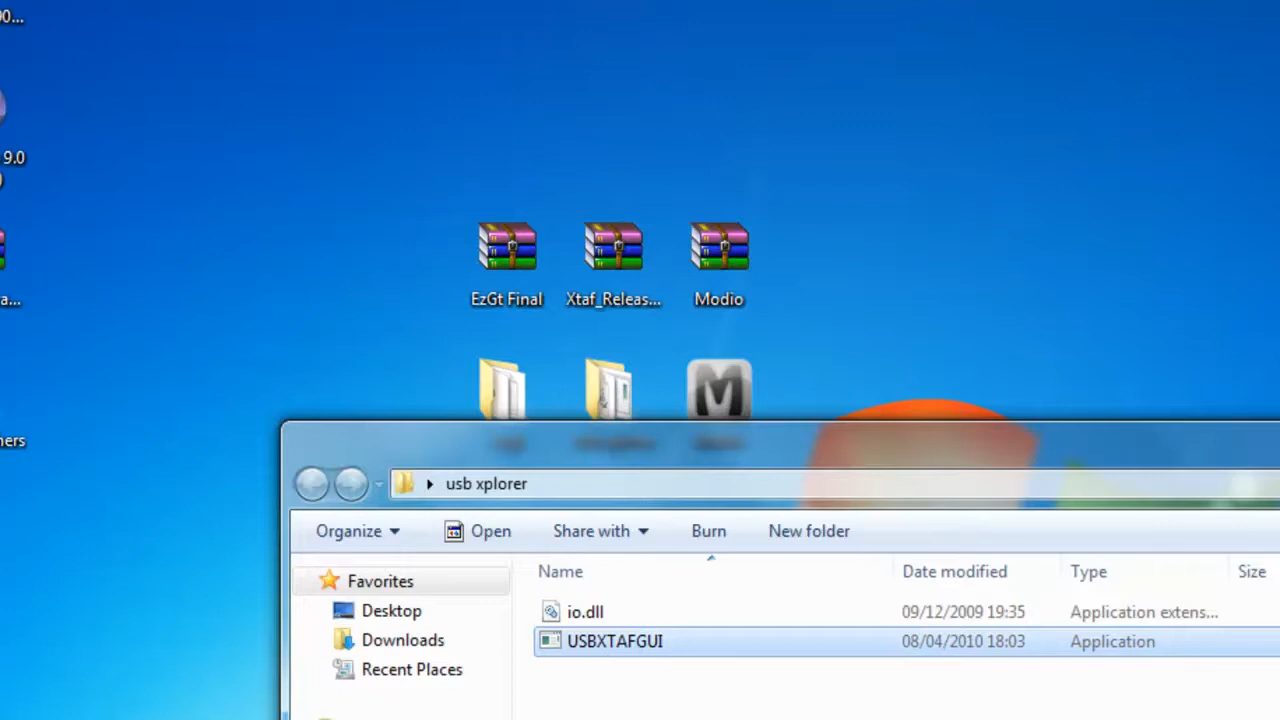 90...
9.0
)
a...
EzGt Final
Xtaf_Releas...
Modio
ners
usb xplorer
Organize
Open
Share with
Burn
New folder
Name
Date modified
Type
Size
Favorites
Desktop
Downloads
Recent Places
io.dll
09/12/2009 19:35
Application extens...
USBXTAFGUI
08/04/2010 18:03
Application